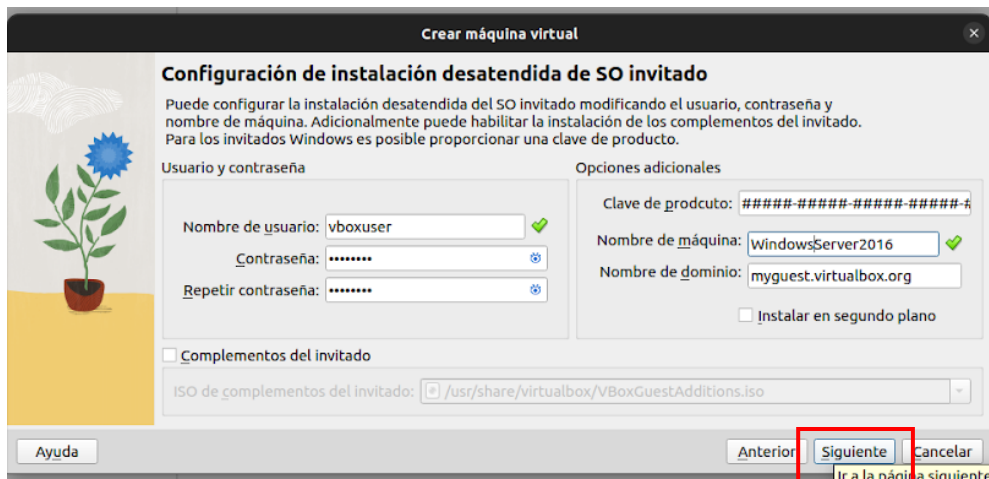 Crear máquina virtual
Configuración de instalación desatendida de SO invitado
Puede configurar la instalación desatendida del SO invitado modificando el usuario, contraseña y
nombre de máquina. Adicionalmente puede habilitar la instalación de los complementos del invitado.
Para los invitados Windows es posible proporcionar una clave de producto.
Usuario y contraseña
Nombre de usuario: vboxuser
Contraseña: ••••••••
Repetir contraseña: ••••••••
Opciones adicionales
Clave de prodcuto: #####-#####-#####-#####-#
Nombre de máquina: WindowsServer2016
Nombre de dominio: myguest.virtualbox.org
Instalar en segundo plano
Complementos del invitado
ISO de complementos del invitado: /usr/share/virtualbox/VBoxGuestAdditions.iso
Ayuda
Anterior
Siguiente
Cancelar
Ir a la página siguiente